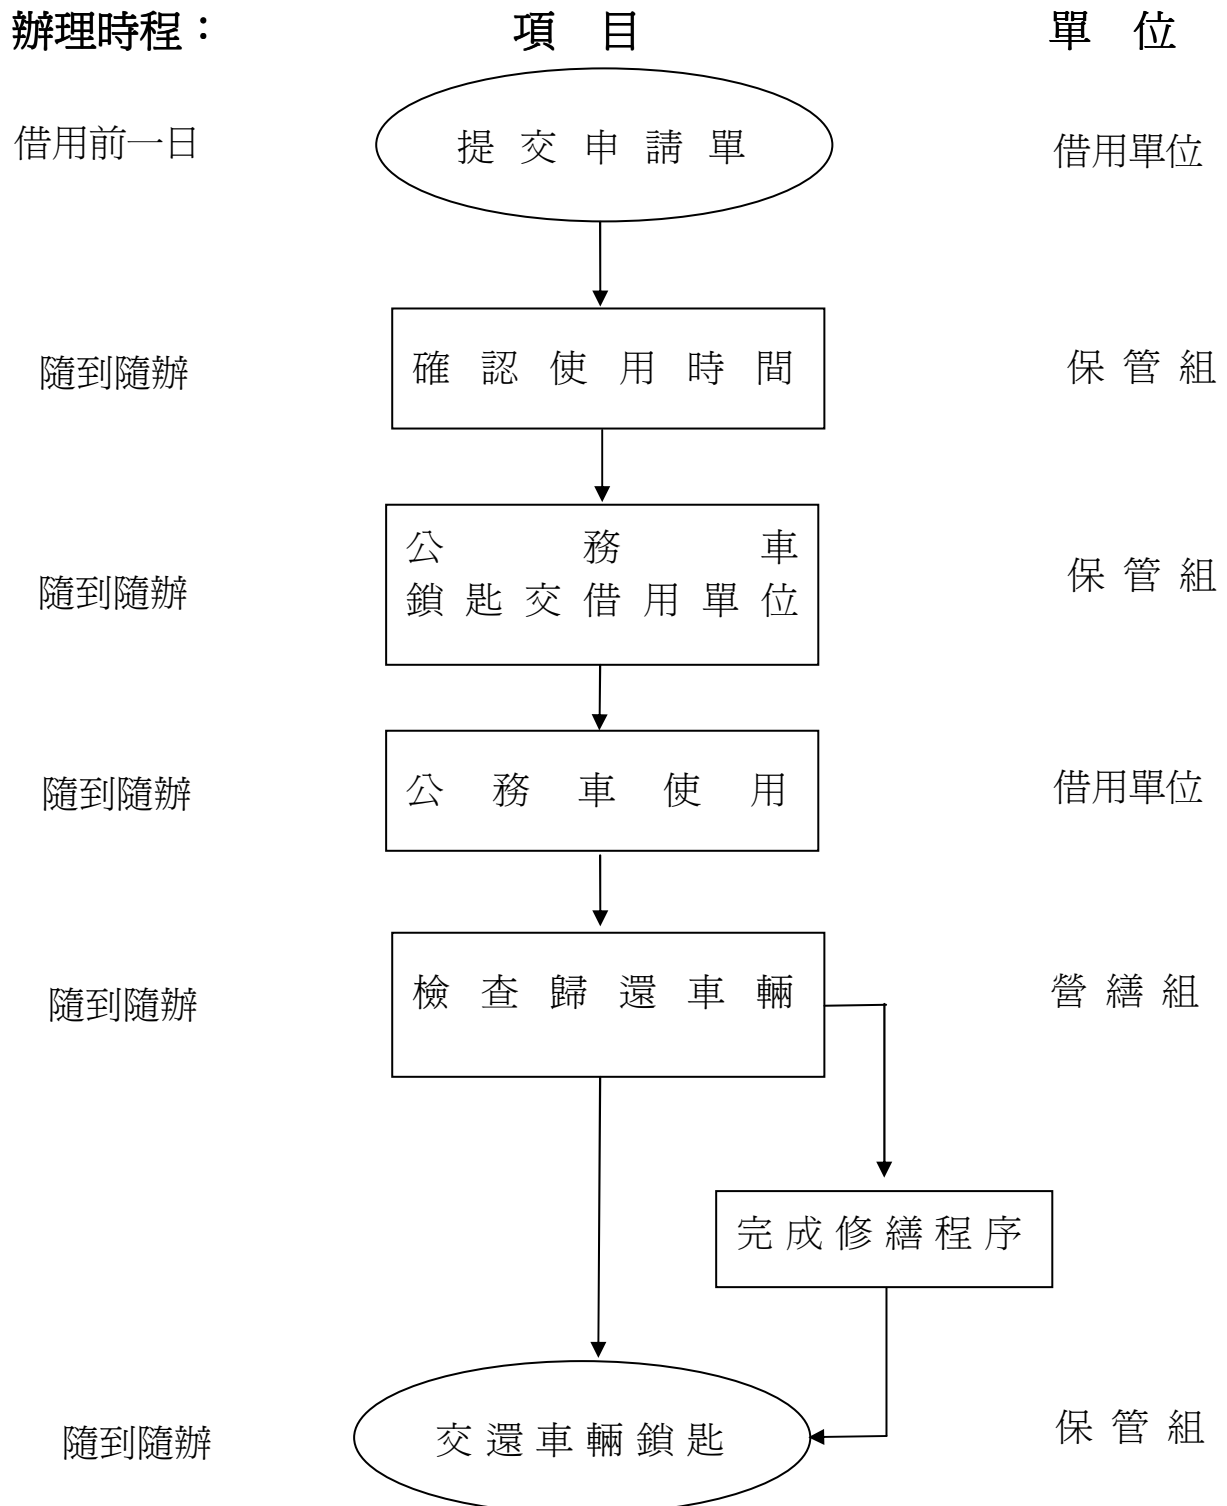 辦理時程： 項 目 單 位
借用前一日 提交申請單 借用單位
隨到隨辦 確認使用時間 保管組
公務車
隨到隨辦 鎖匙交借用單位 保管組
隨到隨辦 公務車使用 借用單位
隨到隨辦 檢查歸還車輛 營繕組
完成修繕程序
隨到隨辦 交還車輛鎖匙 保管組